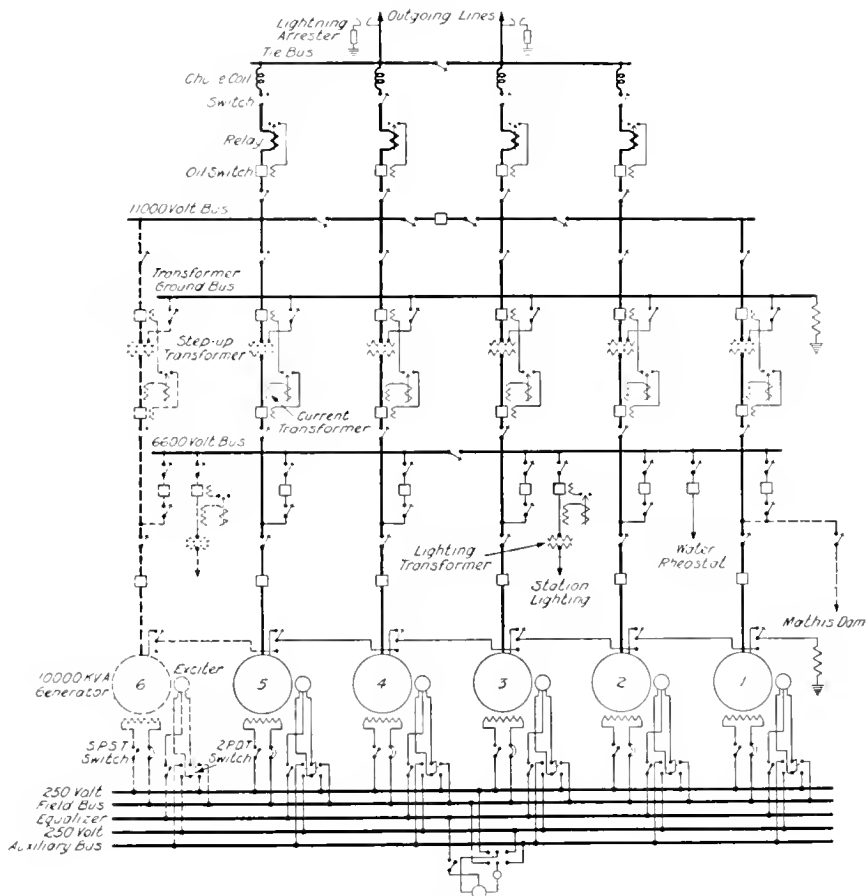 Lightning
Arrester
Outgoing Lines
Tie Bus
Switch
Relay
Oil Switch
11000 Volt Bus
Transformer
Ground Bus
Step-up
Transformer
Current
Transformer
6600 Volt Bus
Lighting
Transformer
Station
Lighting
Water
Rheostat
Mathis Dam
10000 KVA
Generator
Exciter
6
5
4
3
2
1
S.P.S.T
Switch
2PDT
Switch
250 Volt
Field Bus
Equalizer
250 Volt
Auxiliary Bus